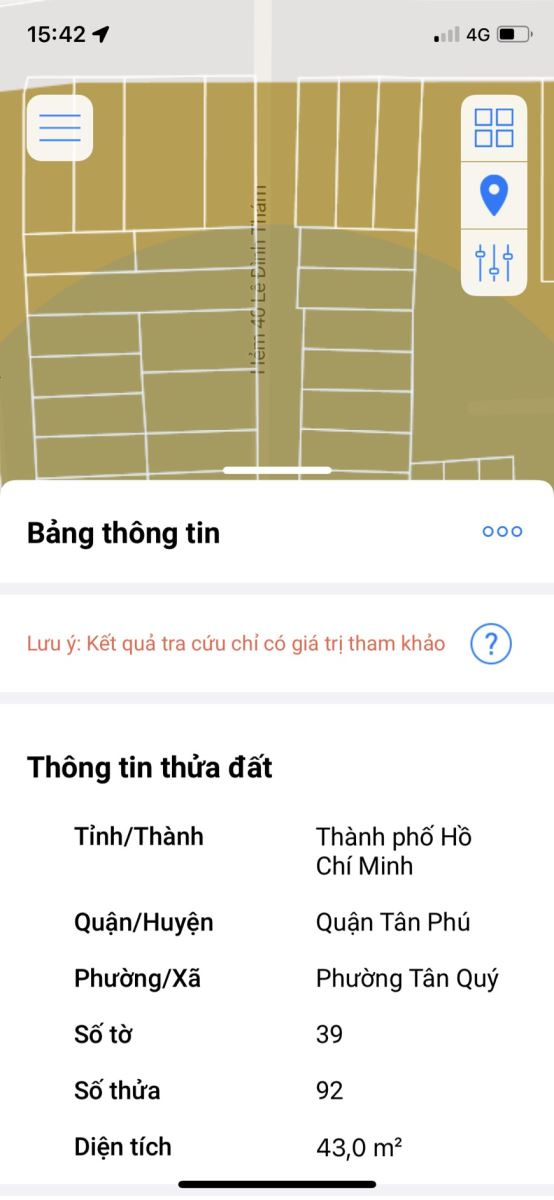 15:42
4G
Hẻm 40 Lê Đình Thám
Bảng thông tin
Lưu ý: Kết quả tra cứu chỉ có giá trị tham khảo
?
Thông tin thửa đất
Tỉnh/Thành
Thành phố Hồ
Chí Minh
Quận/Huyện
Quận Tân Phú
Phường/Xã
Phường Tân Quý
Số tờ
39
Số thửa
92
Diện tích
43,0 m²